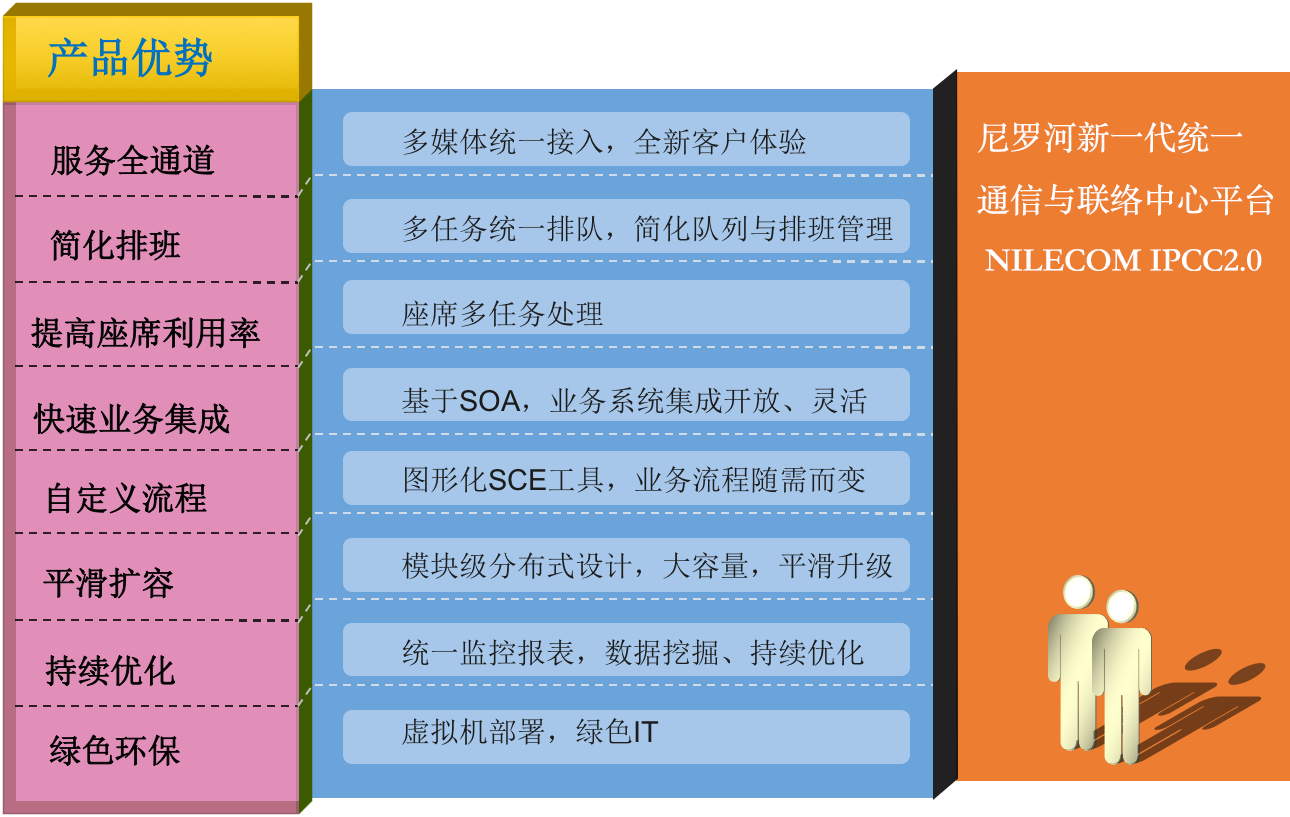 产品优势
服务全通道
多媒体统一接入，全新客户体验
简化排班
多任务统一排队，简化队列与排班管理
提高座席利用率
座席多任务处理
快速业务集成
基于SOA，业务系统集成开放、灵活
自定义流程
图形化SCE工具，业务流程随需而变
平滑扩容
模块级分布式设计，大容量，平滑升级
持续优化
统一监控报表，数据挖掘、持续优化
绿色环保
虚拟机部署，绿色IT
尼罗河新一代统一
通信与联络中心平台
NILECOM IPCC2.0